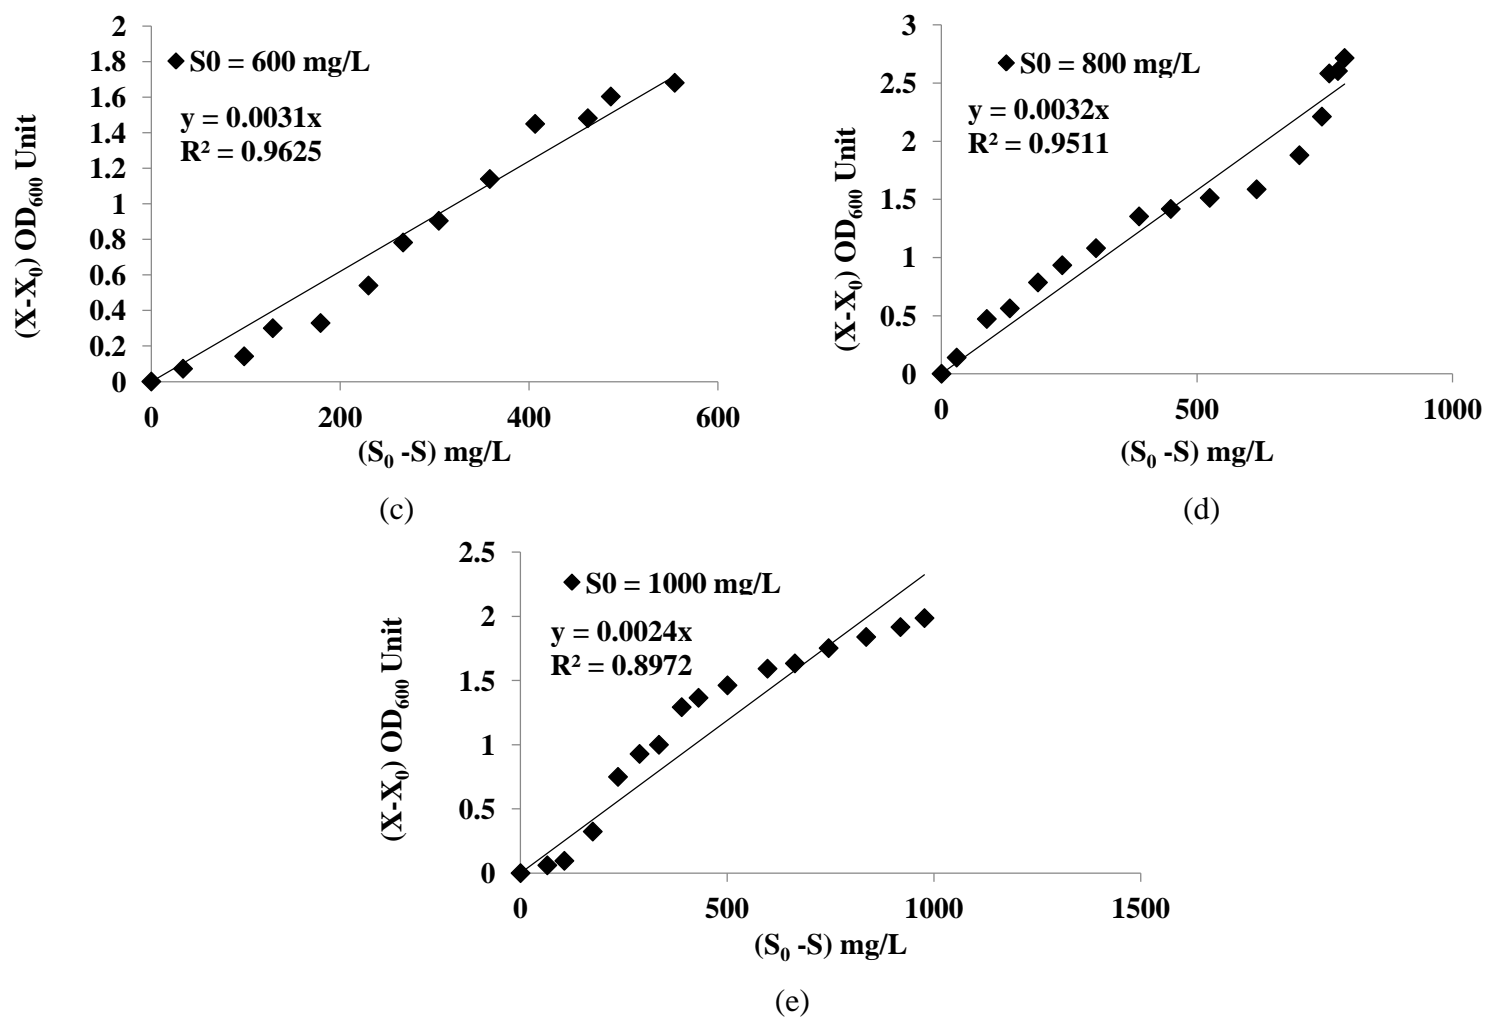 2
1.8
1.6
1.4
1.2
1
0.8
0.6
0.4
0.2
0
(X-X₀) OD₆₀₀ Unit
S0 = 600 mg/L
y = 0.0031x
R² = 0.9625
0 200 400 600
(S₀ -S) mg/L
(c)
3
2.5
2
1.5
1
0.5
0
(X-X₀) OD₆₀₀ Unit
S0 = 800 mg/L
y = 0.0032x
R² = 0.9511
0 500 1000
(S₀ -S) mg/L
(d)
2.5
2
1.5
1
0.5
0
(X-X₀) OD₆₀₀ Unit
S0 = 1000 mg/L
y = 0.0024x
R² = 0.8972
0 500 1000 1500
(S₀ -S) mg/L
(e)